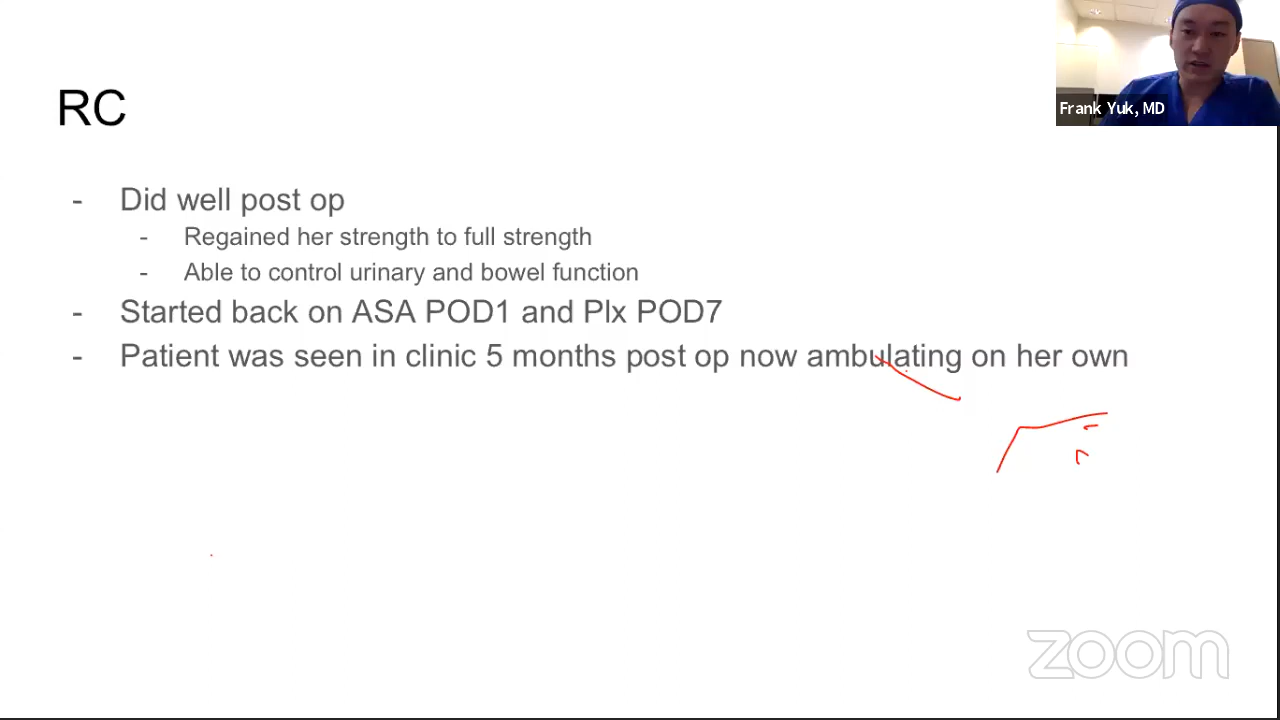 RC
Frank Yuk, MD
- Did well post op
- Regained her strength to full strength
- Able to control urinary and bowel function
- Started back on ASA POD1 and Plx POD7
- Patient was seen in clinic 5 months post op now ambulating on her own
zoom